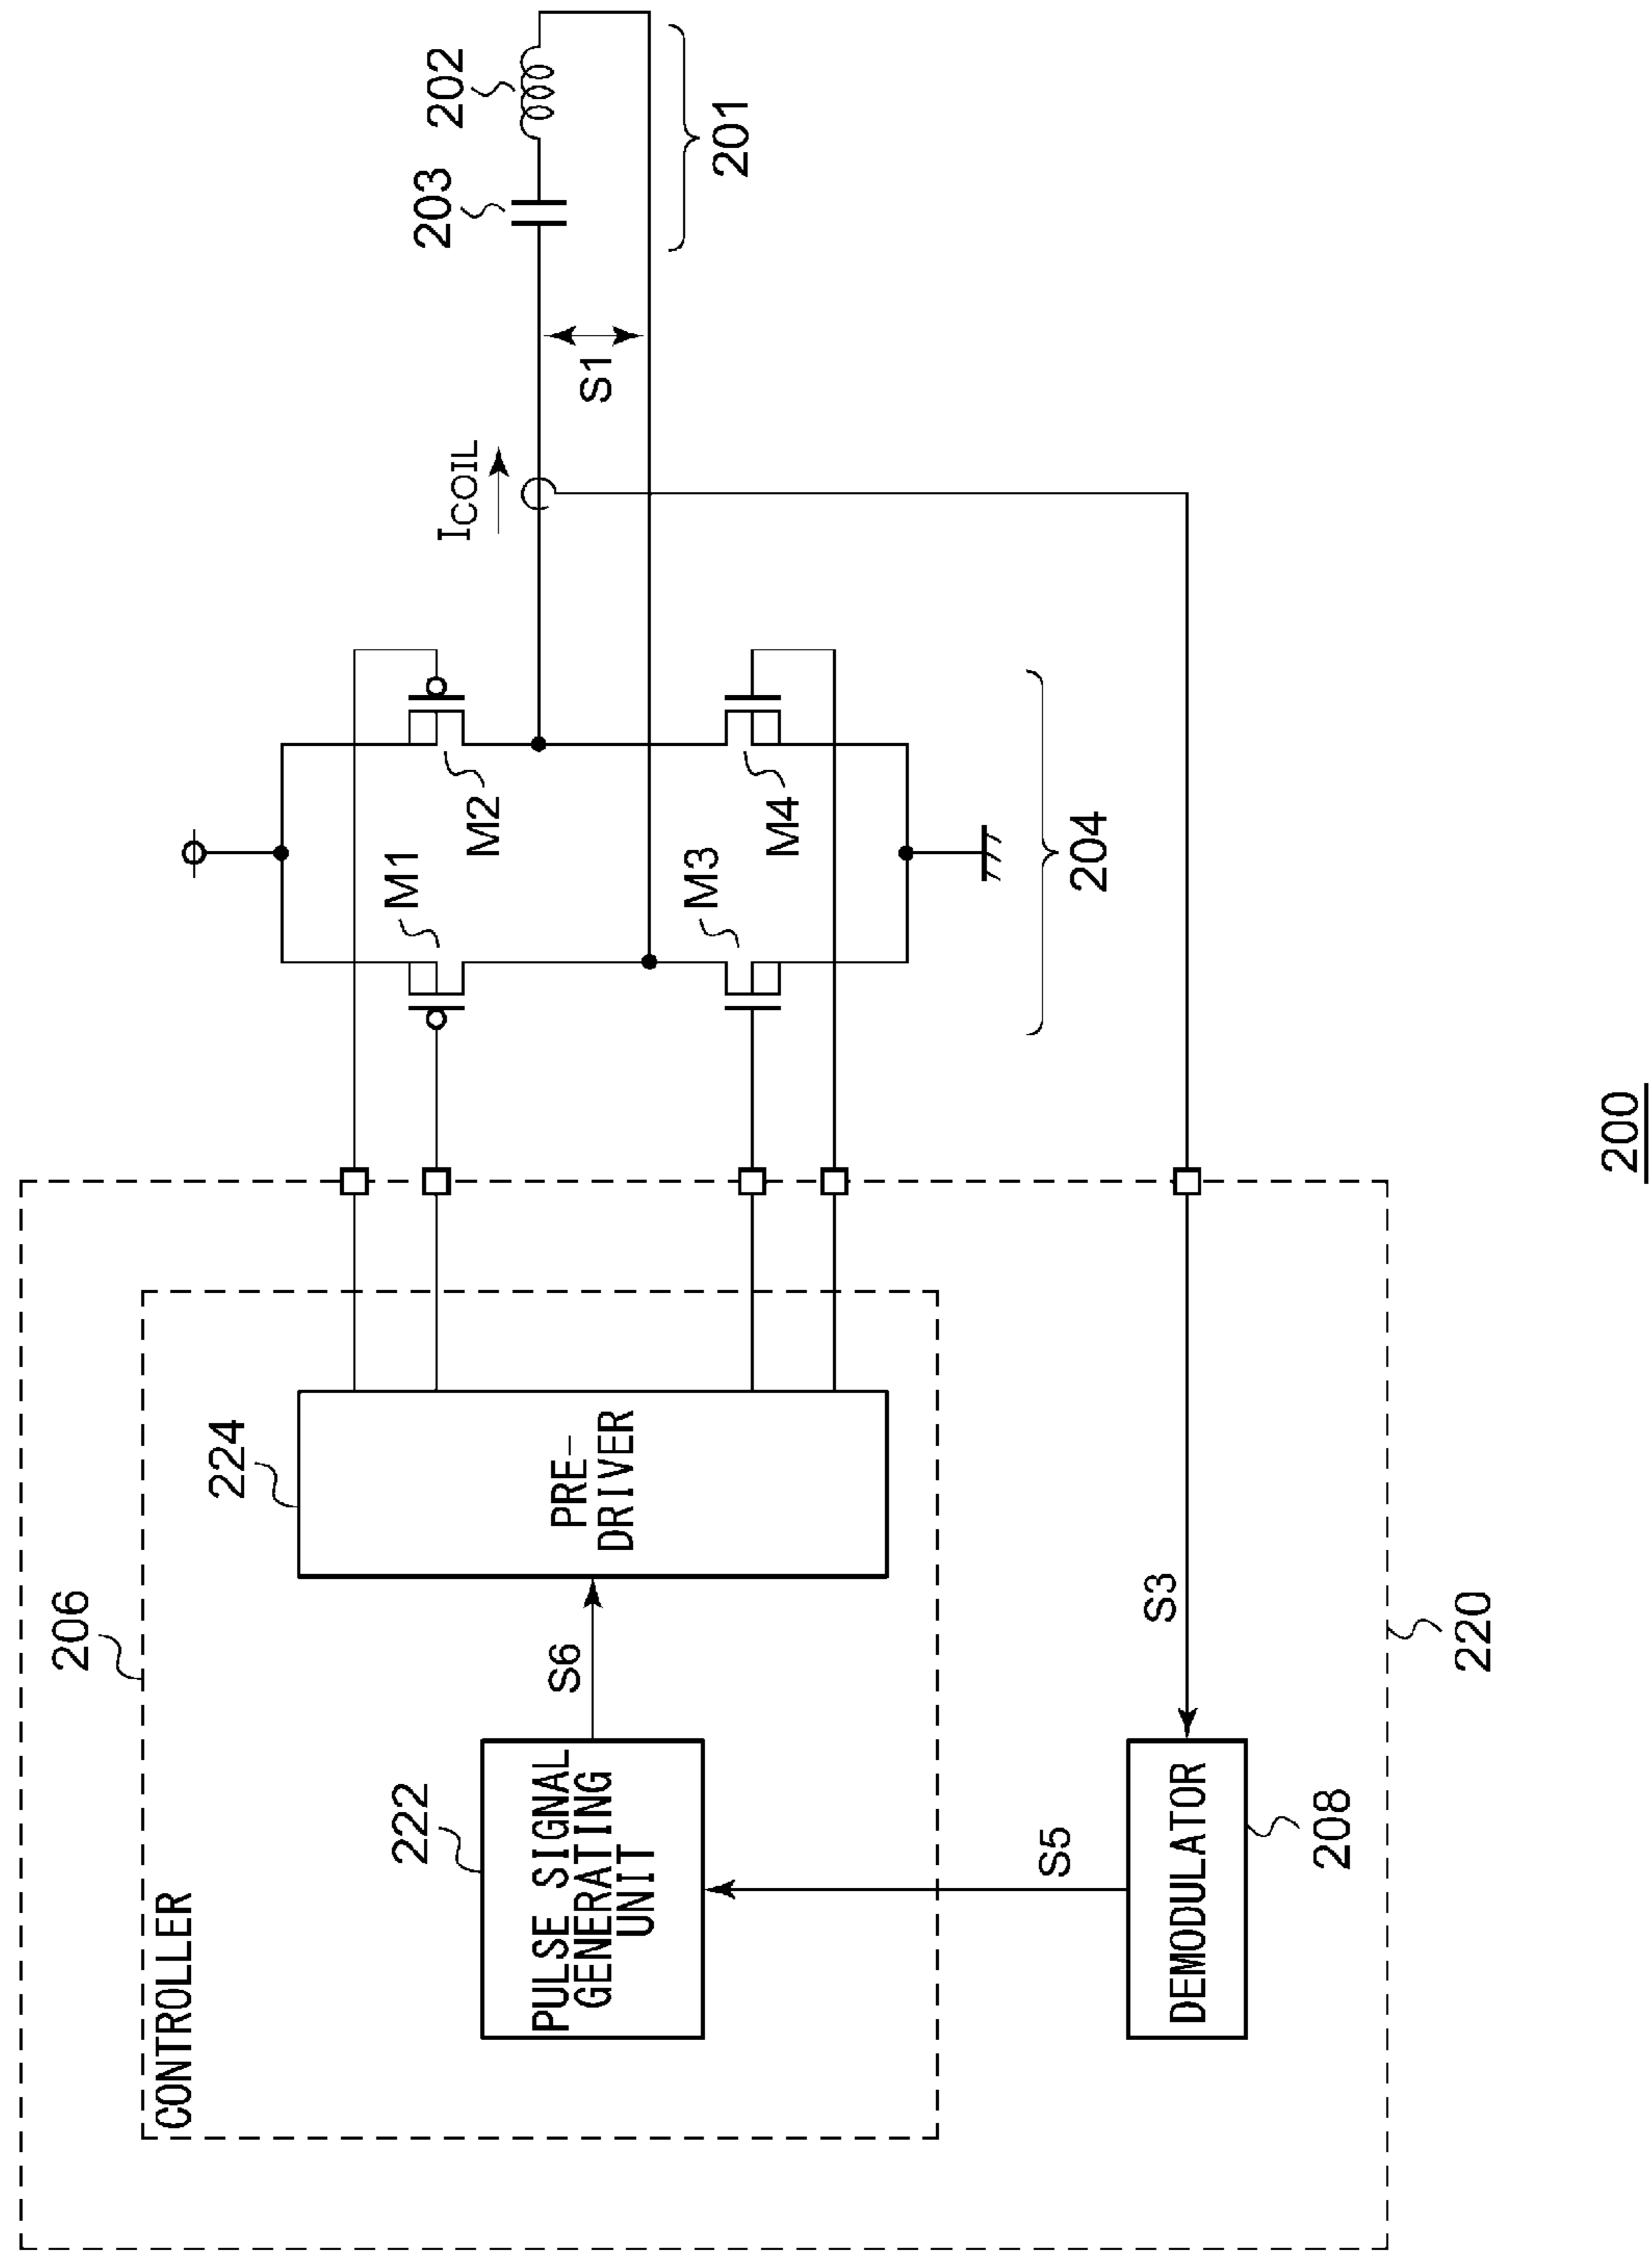 206
CONTROLLER
224
222
PULSE SIGNAL
GENERATIING
UNIT
S6
PRE-
DRIVER
M1
M2
M3
M4
204
ICOIL
S1
203
202
201
S5
S3
DEMODULATOR
208
220
200